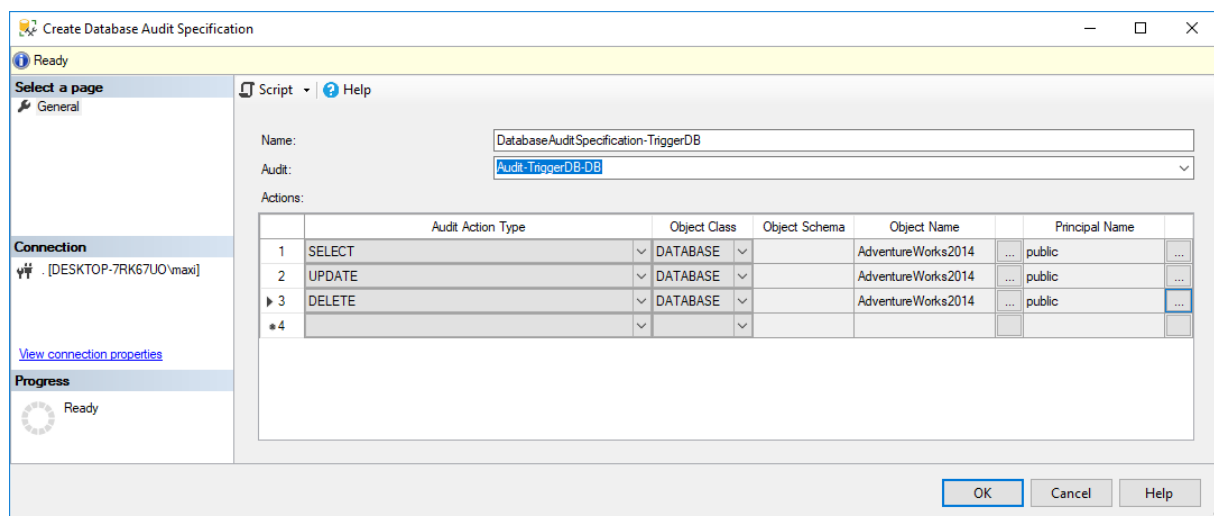 Create Database Audit Specification
Ready
Select a page
General
Script
Help
Name:
DatabaseAuditSpecification-TriggerDB
Audit:
Audit-TriggerDB-DB
Actions:
Audit Action Type Object Class Object Schema Object Name Principal Name
1 SELECT DATABASE AdventureWorks2014 ... public ...
2 UPDATE DATABASE AdventureWorks2014 ... public ...
3 DELETE DATABASE AdventureWorks2014 ... public ...
*4
Connection
. [DESKTOP-7RK67UO\maxi]
View connection properties
Progress
Ready
OK Cancel Help